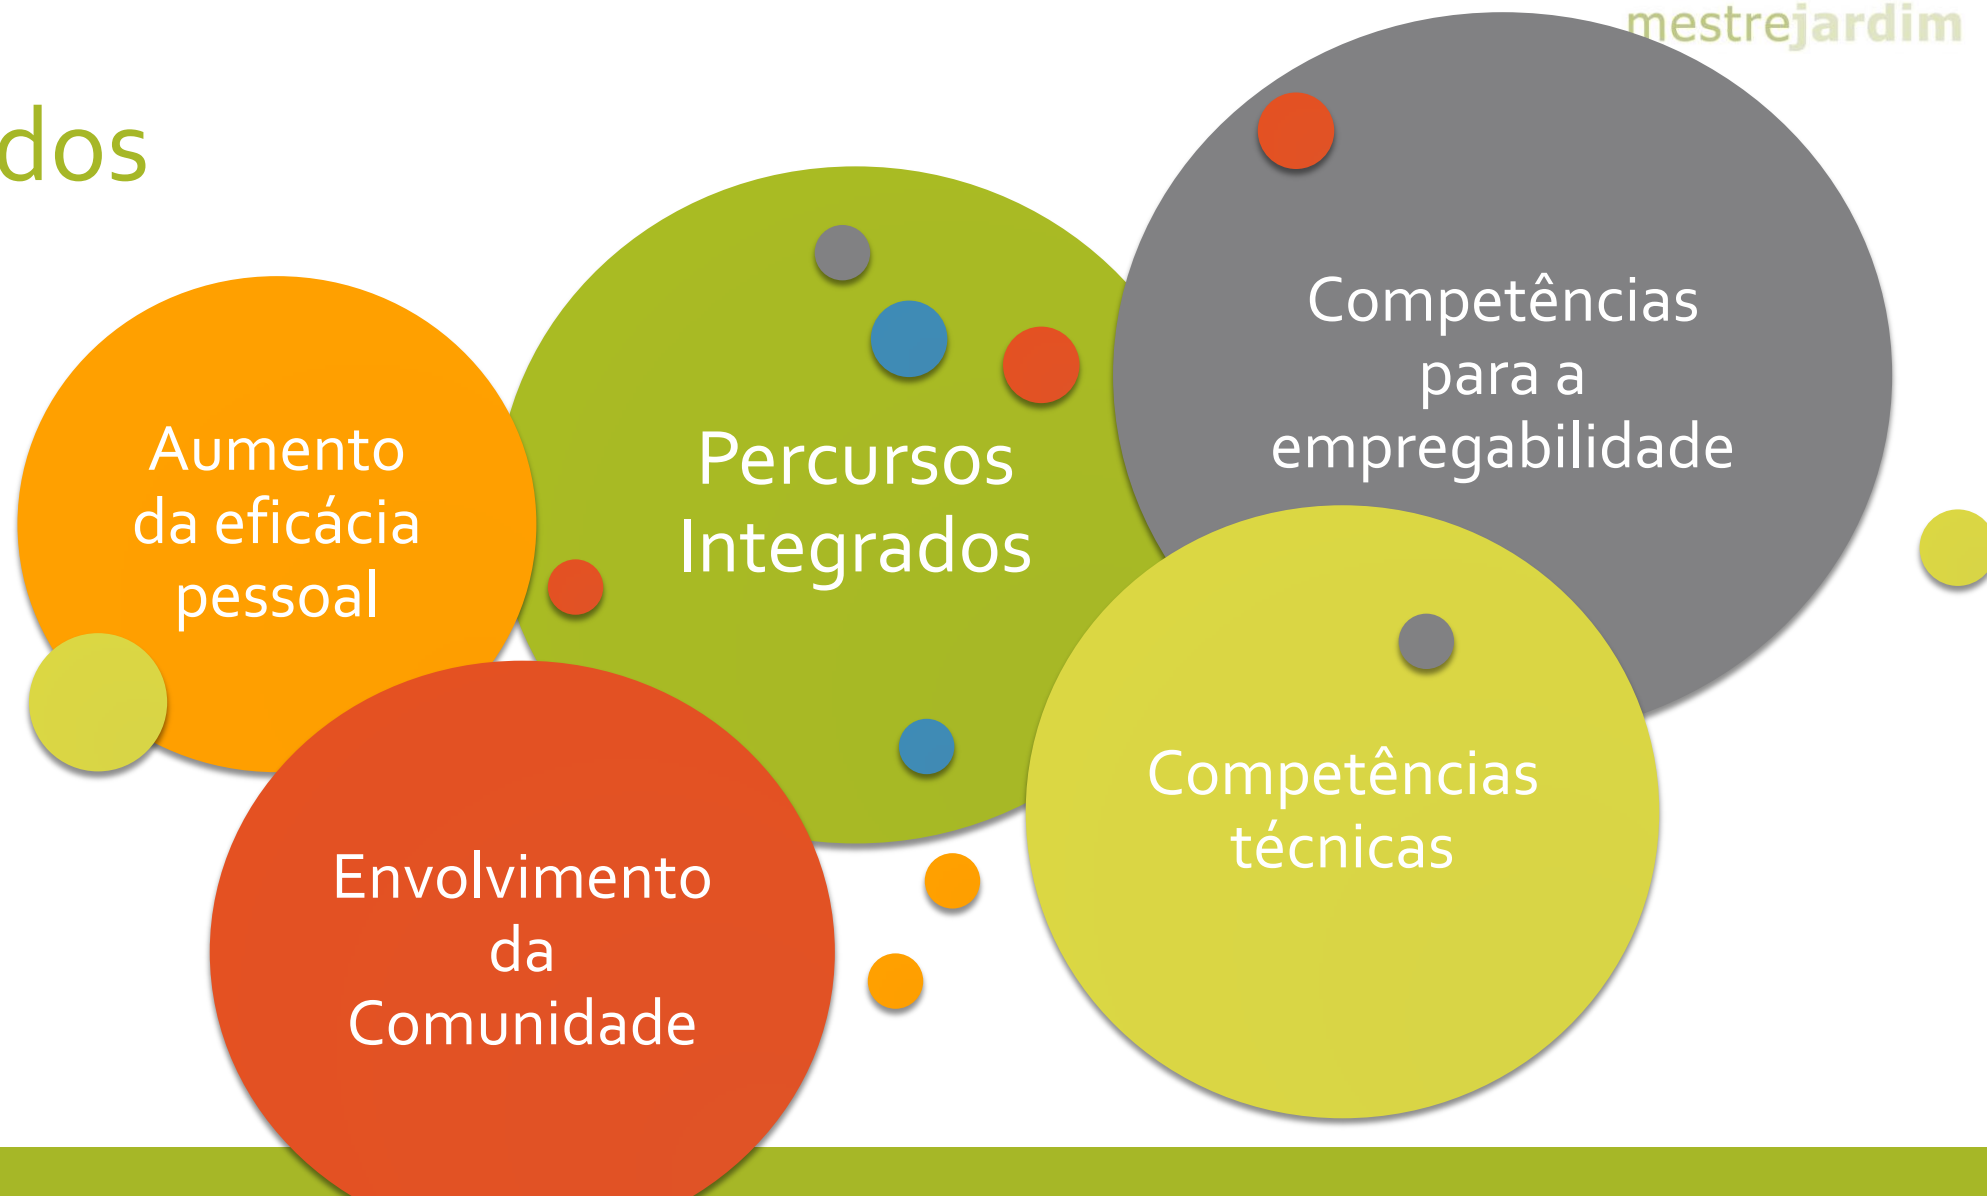 mestrejardim
dos
Aumento
da eficácia
pessoal
Percursos
Integrados
Competências
para a
empregabilidade
Envolvimento
da
Comunidade
Competências
técnicas